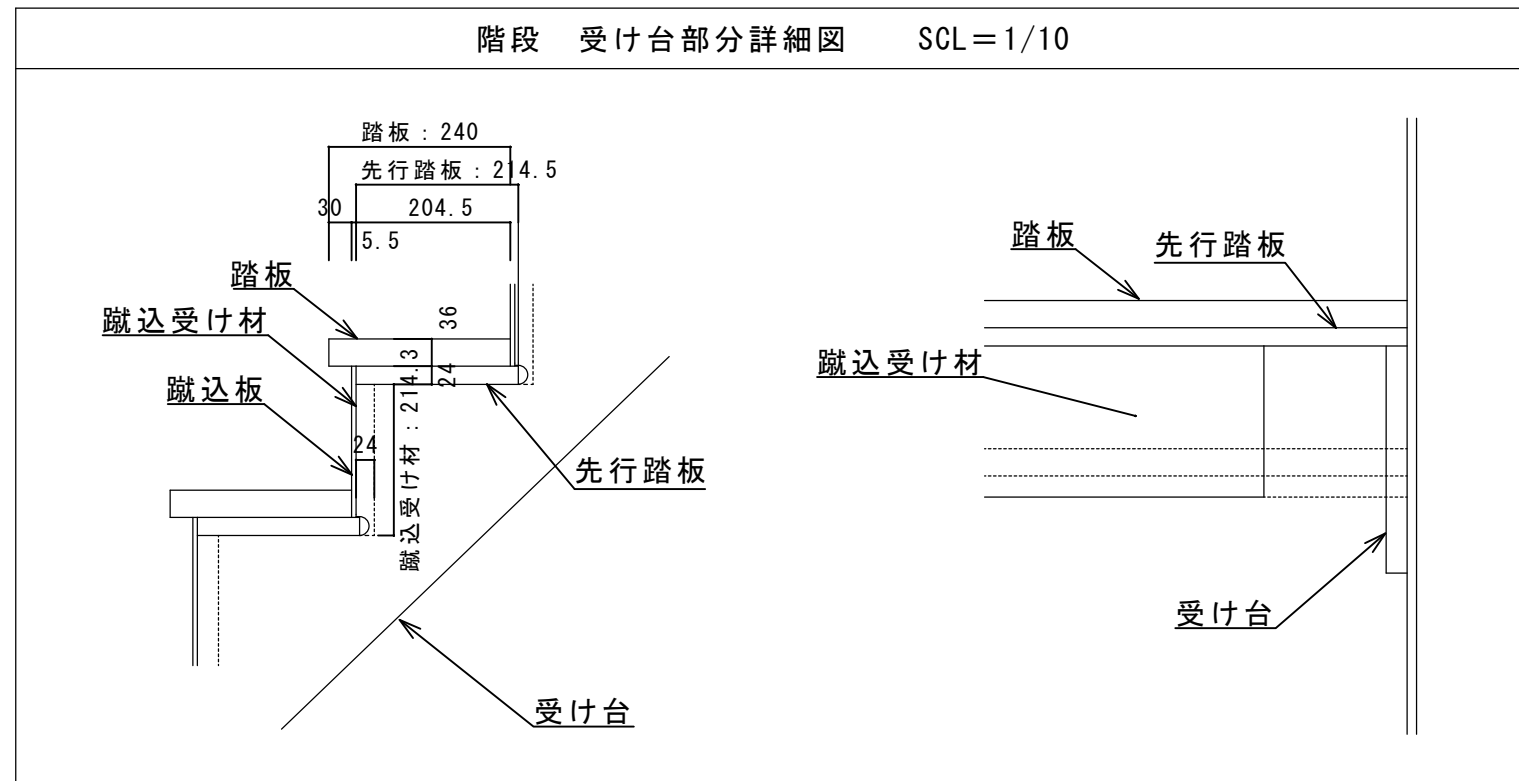 階段　受け台部分詳細図　　SCL＝1/10
踏板：240
先行踏板：214.5
30
204.5
5.5
踏板
蹴込受け材
蹴込板
36
24
蹴込受け材：214.3
24
先行踏板
受け台
踏板
先行踏板
蹴込受け材
受け台